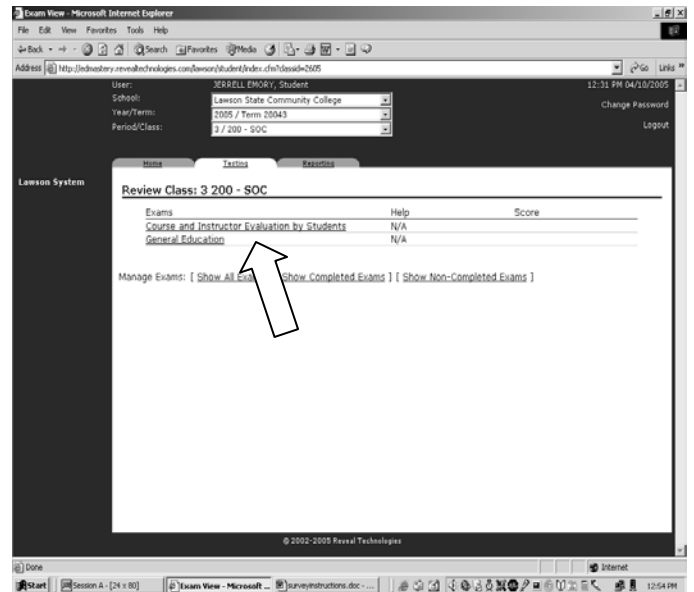 Exam View - Microsoft Internet Explorer
File Edit View Favorites Tools Help
Back Search Favorites Media
Address http://edmastery.revealtechnologies.com/lawson/student/index.cfm?classid=2605 Go Links »
User: JERRELL EMORY, Student 12:31 PM 04/10/2005
School: Lawson State Community College
Change Password
Year/Term: 2005 / Term 20043
Period/Class: 3 / 200 - SOC
Logout
Home Testing Reporting
Lawson System
Review Class: 3 200 - SOC
Exams Help Score
Course and Instructor Evaluation by Students N/A
General Education N/A
Manage Exams: [ Show All Show Completed Exams ] [ Show Non-Completed Exams ]
© 2002-2005 Reveal Technologies
Done Internet
Start Session A - [24 x 80] Exam View - Microsoft ... surveyinstructions.doc - ... 12:54 PM